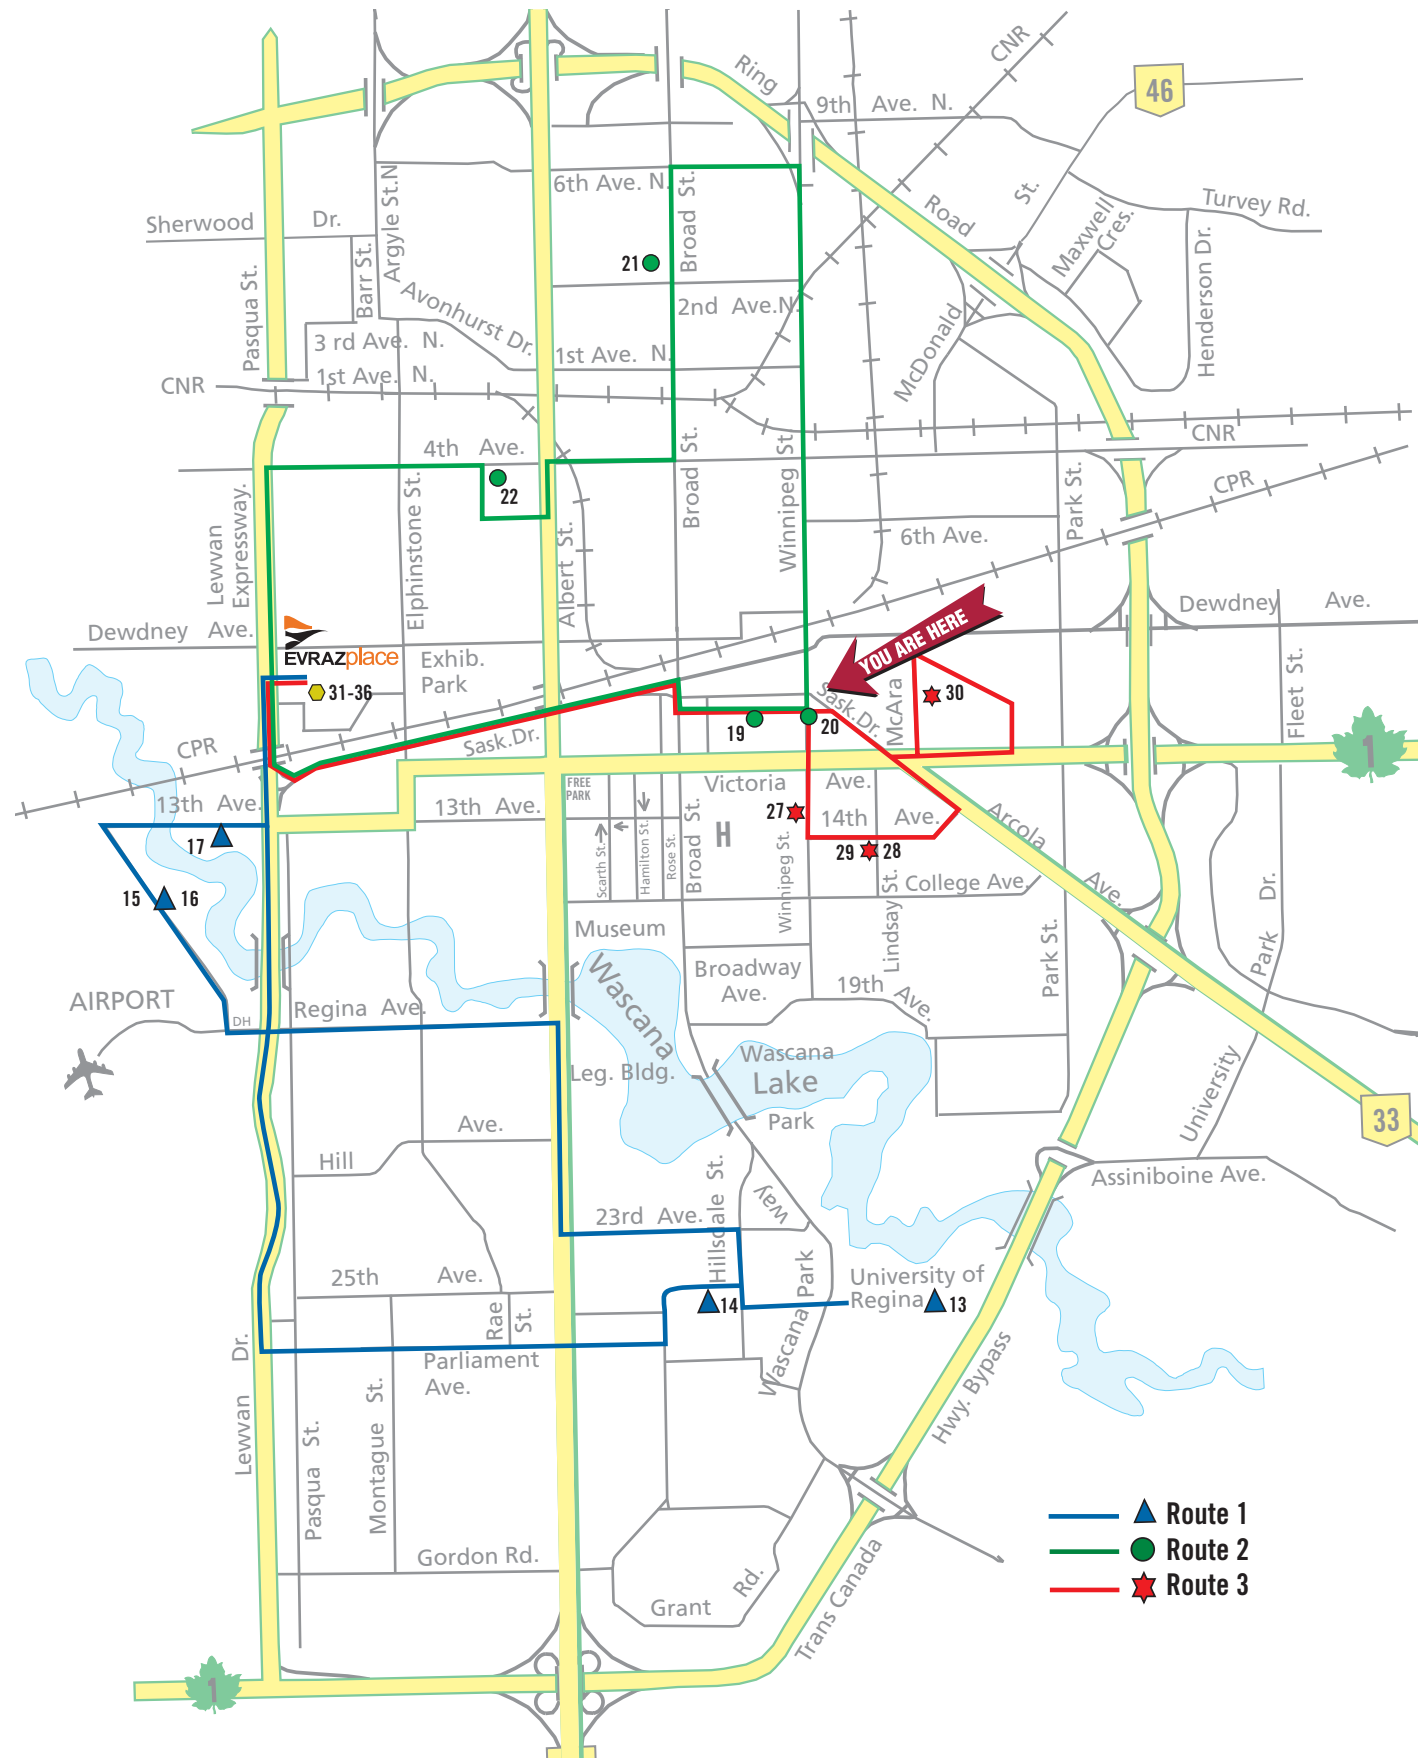 CNR
Ring
46
9th Ave. N.
6th Ave. N.
Broad St.
Argyle St.N
St.
Turvey Rd.
Sherwood Dr.
Road
Maxwell
Cres.
Barr St.
21
Pasqua St.
Henderson Dr.
Avonhurst Dr.
2nd Ave.N.
3 rd Ave. N.
1st Ave. N.
McDonald
1st Ave. N.
CNR
4th Ave.
CNR
Broad St.
Winnipeg St.
CPR
22
Park St.
Elphinstone St.
Lewvan
Expressway.
Albert St.
6th Ave.
Dewdney Ave.
Dewdney Ave.
YOU ARE HERE
EVRAZplace
Exhib.
Park
31-36
Fleet St.
McAra
30
Sask.Dr.
19
20
CPR
Sask.Dr.
1
FREE
PARK
Victoria Ave.
13th Ave.
13th Ave.
27
14th Ave.
Arcola
Ave.
17
H
Scarth St.
Hamilton St.
Rose St.
Broad St.
Winnipeg St.
29
28
College Ave.
Lindsay St.
Park Dr.
15
16
Museum
Park St.
Wascana
Broadway
Ave.
19th Ave.
AIRPORT
Regina Ave.
DH
Wascana
Lake
Park
Leg. Bldg.
University
33
Ave.
Hill
Assiniboine Ave.
Hillsdale St.
way
23rd Ave.
25th Ave.
University of
Regina
13
14
Wascana Park
Rae St.
Lewvan Dr.
Parliament
Ave.
Hwy. Bypass
Pasqua St.
Montague St.
Gordon Rd.
Grant Rd.
Trans Canada
Route 1
Route 2
Route 3
1